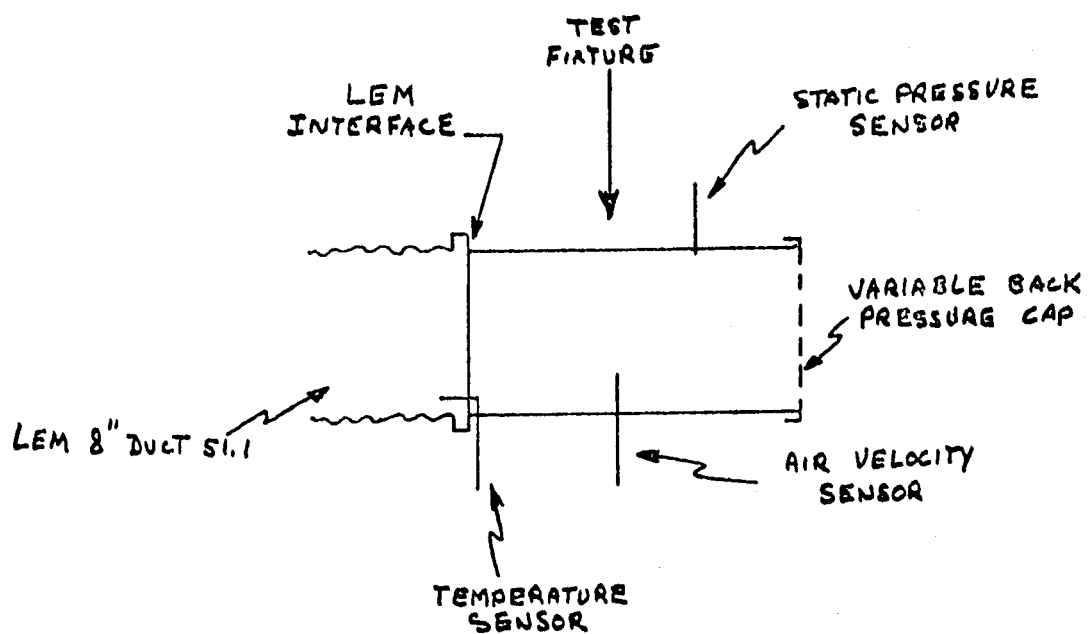 TEST
FIXTURE
LEM
INTERFACE
STATIC PRESSURE
SENSOR
VARIABLE BACK
PRESSURE CAP
LEM 8" DUCT 51.1
AIR VELOCITY
SENSOR
TEMPERATURE
SENSOR